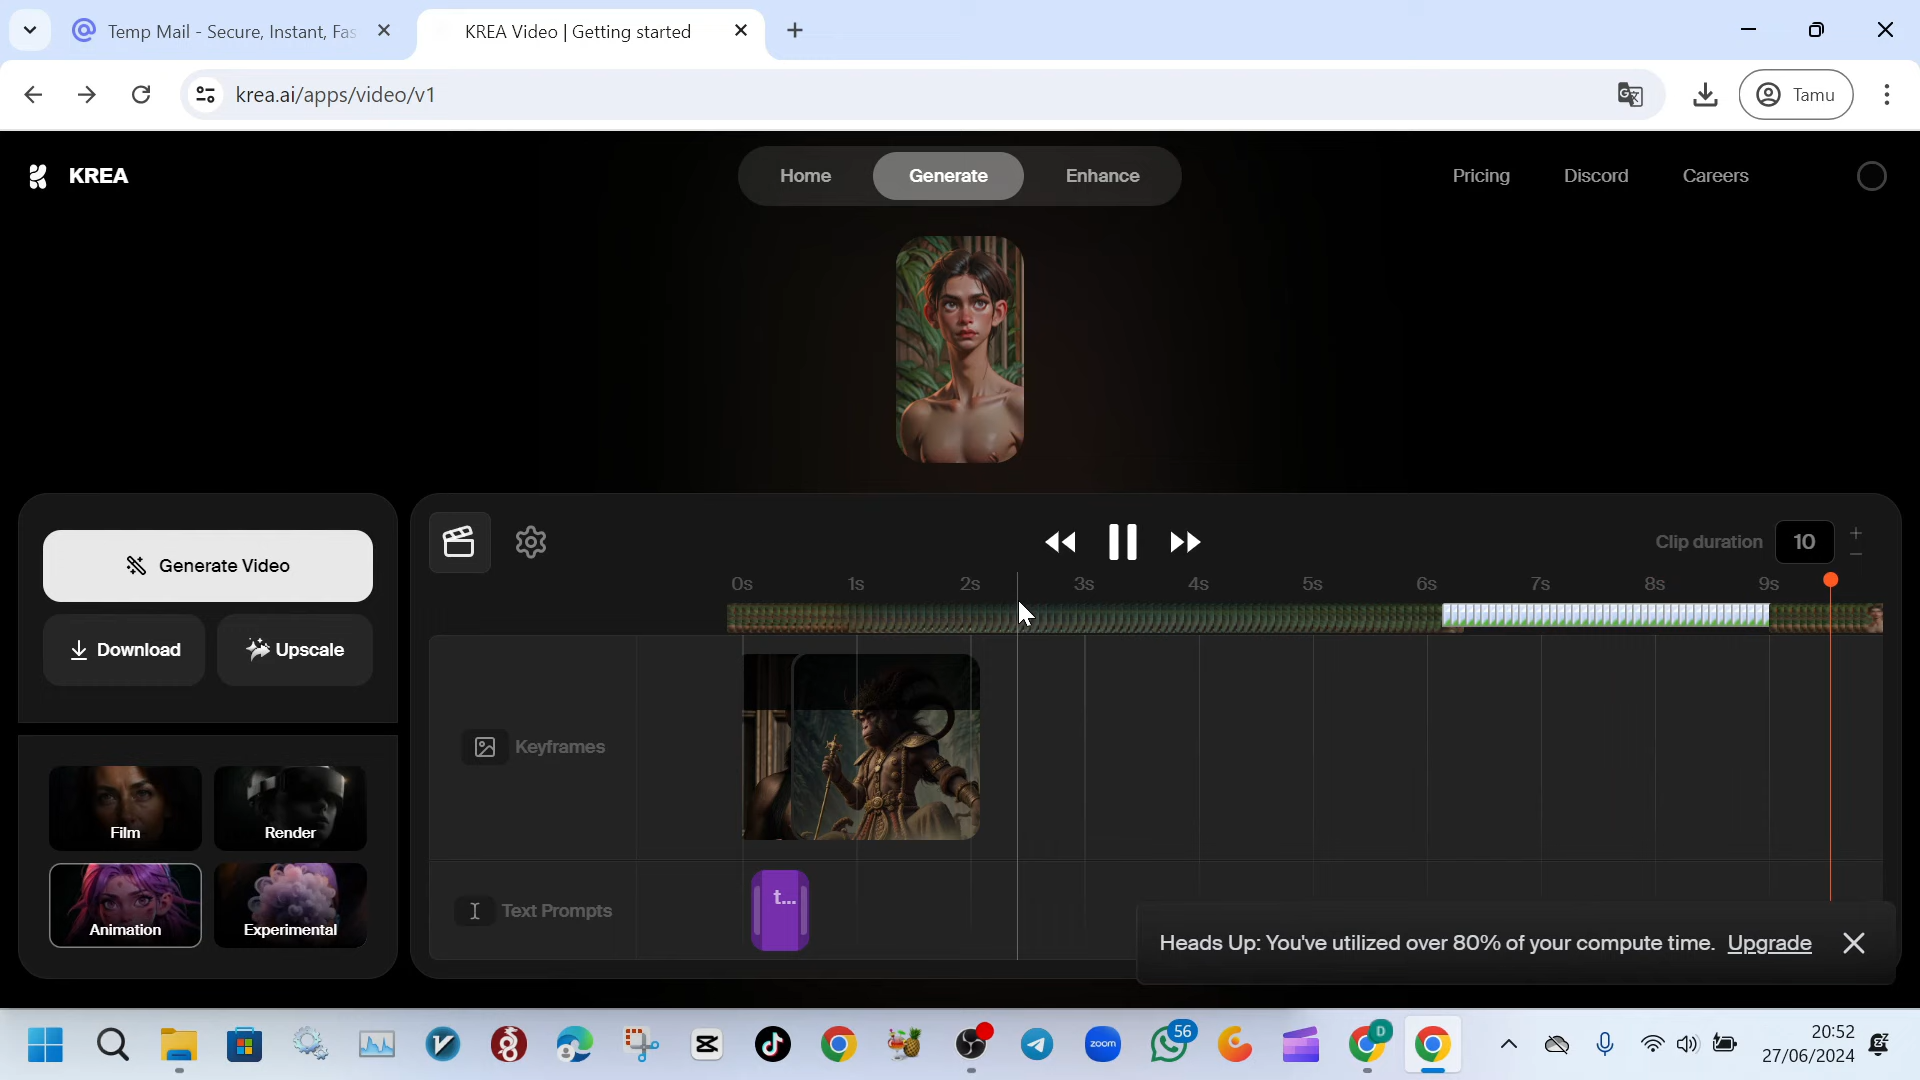 Temp Mail - Secure, Instant, Fas
KREA Video | Getting started
krea.ai/apps/video/v1
Tamu
KREA
Home
Generate
Enhance
Pricing
Discord
Careers
Generate Video
Download
Upscale
Film
Render
Animation
Experimental
Clip duration
10
0s 1s 2s 3s 4s 5s 6s 7s 8s 9s
Keyframes
Text Prompts
t...
Heads Up: You've utilized over 80% of your compute time. Upgrade
zoom
56
D
20:52
27/06/2024